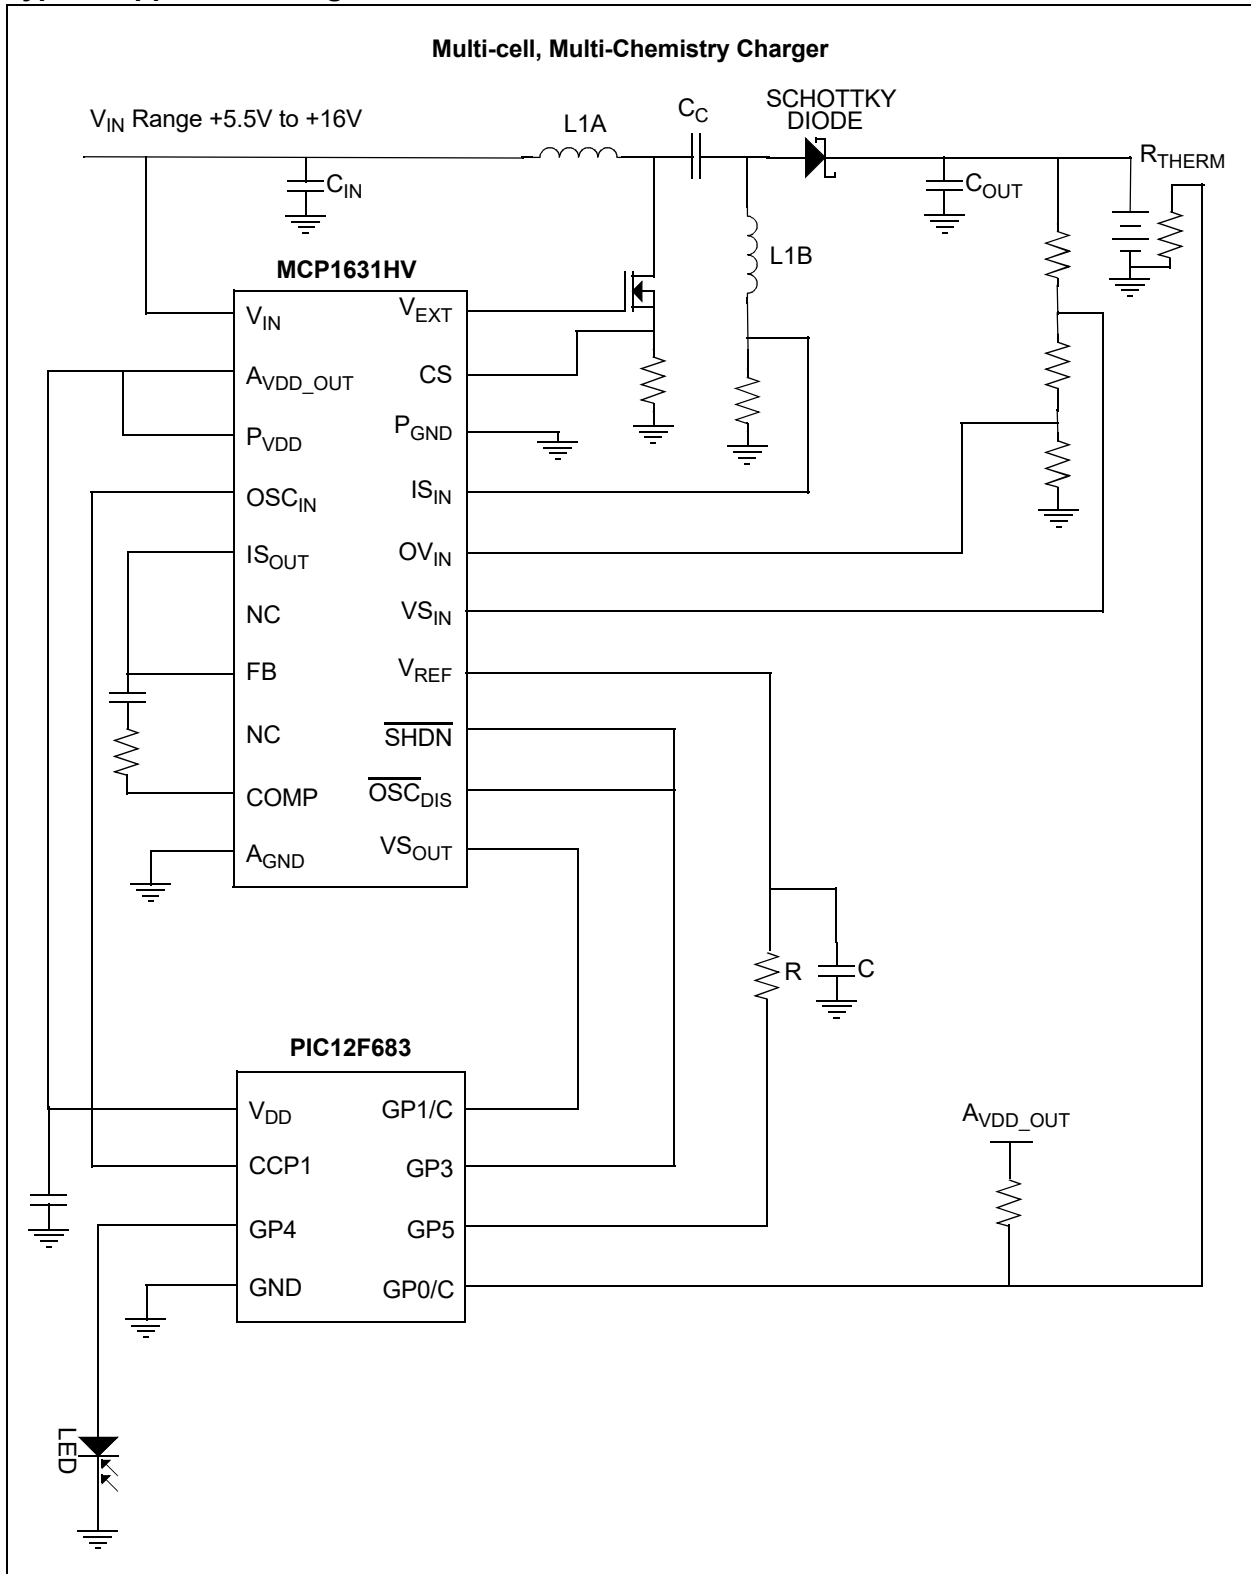 Multi-cell, Multi-Chemistry Charger
VIN Range +5.5V to +16V
L1A
CC
SCHOTTKY
DIODE
RTHERM
CIN
COUT
L1B
MCP1631HV
VIN
VEXT
AVDD_OUT
CS
PVDD
PGND
OSCIN
ISIN
ISOUT
OVIN
NC
VSIN
FB
VREF
NC
SHDN
COMP
OSCDIS
AGND
VSOUT
R
C
PIC12F683
VDD
GP1/C
AVDD_OUT
CCP1
GP3
GP4
GP5
GND
GP0/C
LED